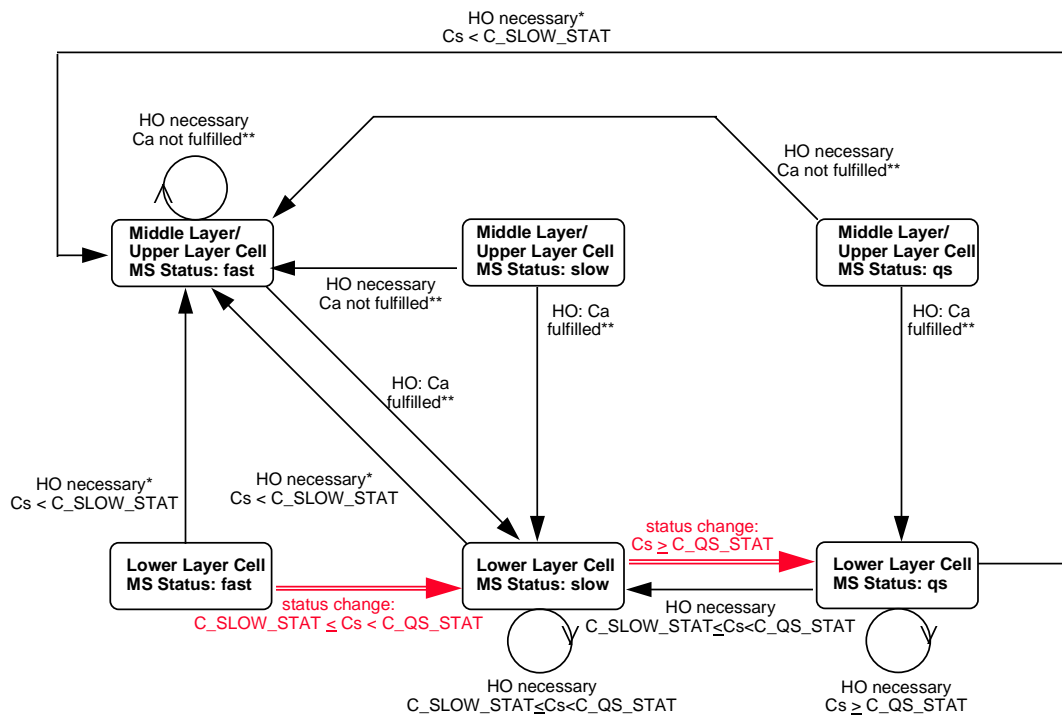 HO necessary*
Cs < C_SLOW_STAT
HO necessary
Ca not fulfilled**
HO necessary
Ca not fulfilled**
Middle Layer/
Upper Layer Cell
MS Status: fast
Middle Layer/
Upper Layer Cell
MS Status: slow
Middle Layer/
Upper Layer Cell
MS Status: qs
HO necessary
Ca not fulfilled**
HO: Ca
fulfilled**
HO: Ca
fulfilled**
HO: Ca
fulfilled**
HO necessary*
Cs < C_SLOW_STAT
HO necessary*
Cs < C_SLOW_STAT
status change:
Cs ≥ C_QS_STAT
Lower Layer Cell
MS Status: fast
Lower Layer Cell
MS Status: slow
Lower Layer Cell
MS Status: qs
status change:
C_SLOW_STAT ≤ Cs < C_QS_STAT
HO necessary
C_SLOW_STAT≤Cs<C_QS_STAT
HO necessary
C_SLOW_STAT≤Cs<C_QS_STAT
HO necessary
Cs ≥ C_QS_STAT